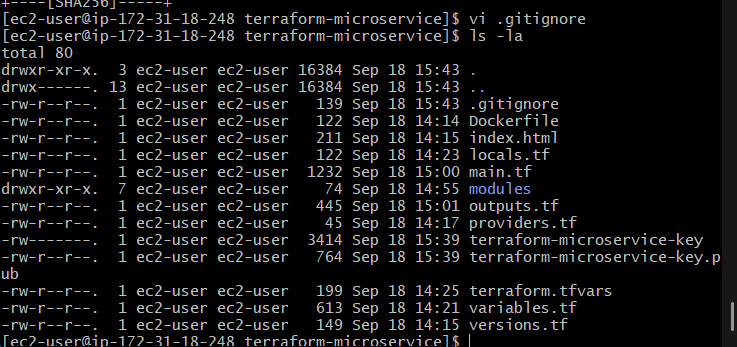 +----[SHA256]-----+
[ec2-user@ip-172-31-18-248 terraform-microservice]$ vi .gitignore
[ec2-user@ip-172-31-18-248 terraform-microservice]$ ls -la
total 80
drwxr-xr-x.  3 ec2-user ec2-user 16384 Sep 18 15:43 .
drwx------. 13 ec2-user ec2-user 16384 Sep 18 15:43 ..
-rw-r--r--.  1 ec2-user ec2-user   139 Sep 18 15:43 .gitignore
-rw-r--r--.  1 ec2-user ec2-user   122 Sep 18 14:14 Dockerfile
-rw-r--r--.  1 ec2-user ec2-user   211 Sep 18 14:15 index.html
-rw-r--r--.  1 ec2-user ec2-user   122 Sep 18 14:23 locals.tf
-rw-r--r--.  1 ec2-user ec2-user  1232 Sep 18 15:00 main.tf
drwxr-xr-x.  7 ec2-user ec2-user    74 Sep 18 14:55 modules
-rw-r--r--.  1 ec2-user ec2-user   445 Sep 18 15:01 outputs.tf
-rw-r--r--.  1 ec2-user ec2-user    45 Sep 18 14:17 providers.tf
-rw-------.  1 ec2-user ec2-user  3414 Sep 18 15:39 terraform-microservice-key
-rw-r--r--.  1 ec2-user ec2-user   764 Sep 18 15:39 terraform-microservice-key.p
ub
-rw-r--r--.  1 ec2-user ec2-user   199 Sep 18 14:25 terraform.tfvars
-rw-r--r--.  1 ec2-user ec2-user   613 Sep 18 14:21 variables.tf
-rw-r--r--.  1 ec2-user ec2-user   149 Sep 18 14:15 versions.tf
[ec2-user@ip-172-31-18-248 terraform-microservice]$